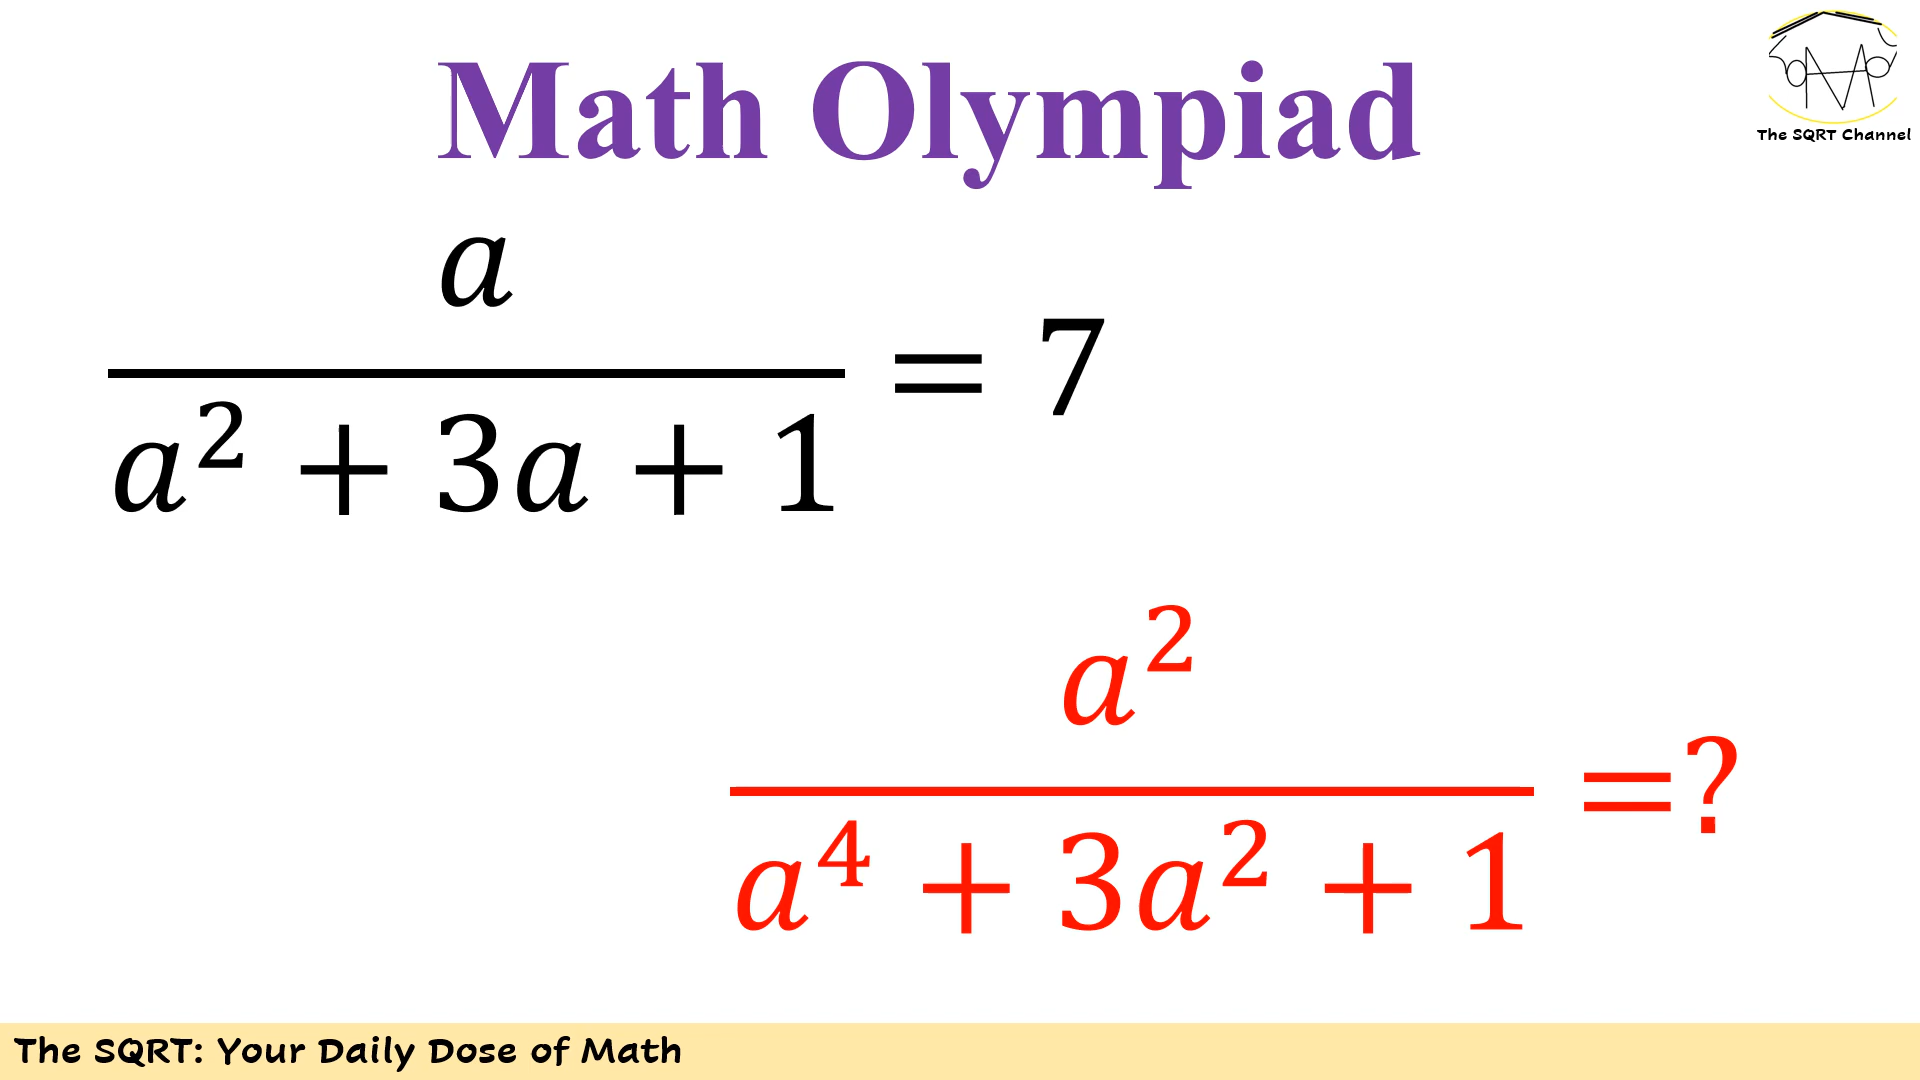 Math Olympiad
The SQRT Channel
a
a² + 3a + 1
= 7
a²
a⁴ + 3a² + 1
=?
The SQRT: Your Daily Dose of Math